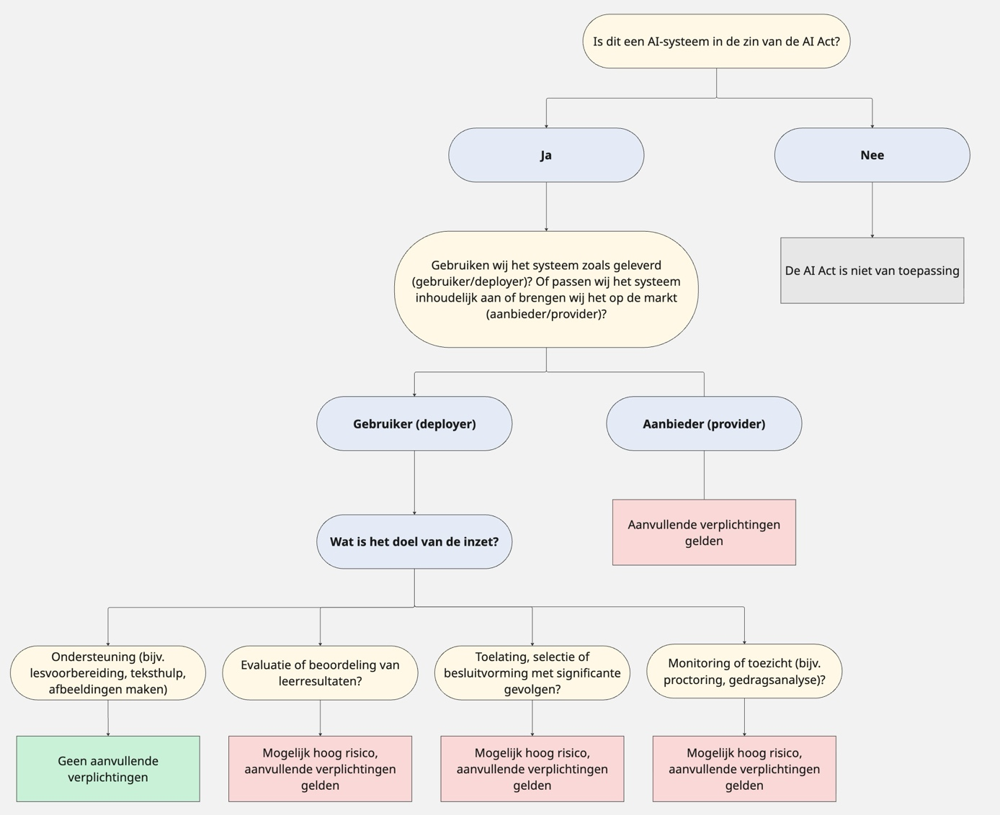 Is dit een AI-systeem in de zin van de AI Act?
Ja
Nee
Gebruiken wij het systeem zoals geleverd
(gebruiker/deployer)? Of passen wij het systeem
inhoudelijk aan of brengen wij het op de markt
(aanbieder/provider)?
De AI Act is niet van toepassing
Gebruiker (deployer)
Aanbieder (provider)
Wat is het doel van de inzet?
Aanvullende verplichtingen
gelden
Ondersteuning (bijv.
lesvoorbereiding, teksthulp,
afbeeldingen maken)
Evaluatie of beoordeling van
leerresultaten?
Toelating, selectie of
besluitvorming met significante
gevolgen?
Monitoring of toezicht (bijv.
proctoring, gedragsanalyse)?
Geen aanvullende
verplichtingen
Mogelijk hoog risico,
aanvullende verplichtingen
gelden
Mogelijk hoog risico,
aanvullende verplichtingen
gelden
Mogelijk hoog risico,
aanvullende verplichtingen
gelden